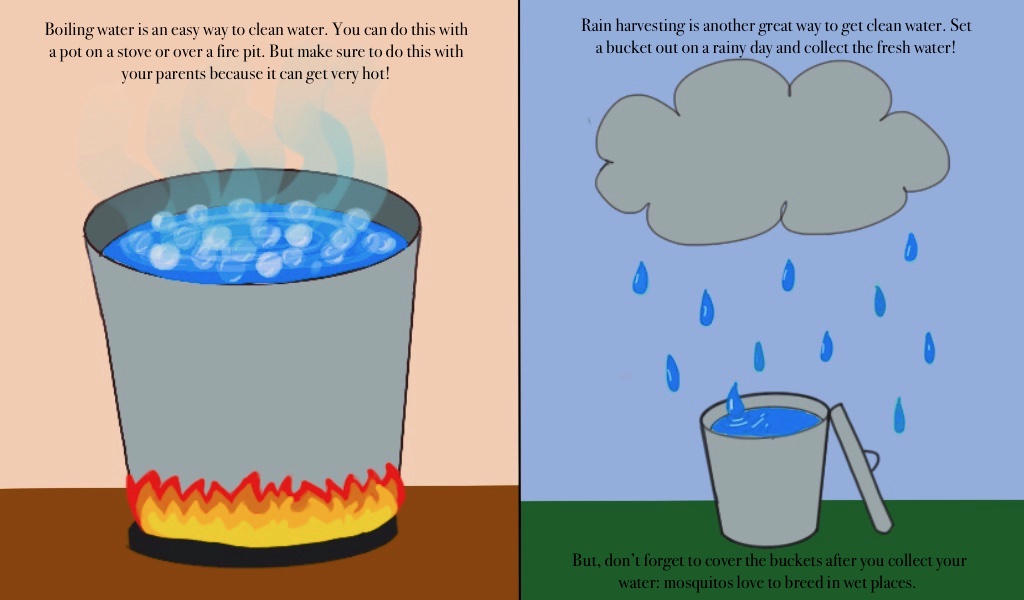 Boiling water is an easy way to clean water. You can do this with
a pot on a stove or over a fire pit. But make sure to do this with
your parents because it can get very hot!
Rain harvesting is another great way to get clean water. Set
a bucket out on a rainy day and collect the fresh water!
But, don't forget to cover the buckets after you collect your
water: mosquitos love to breed in wet places.